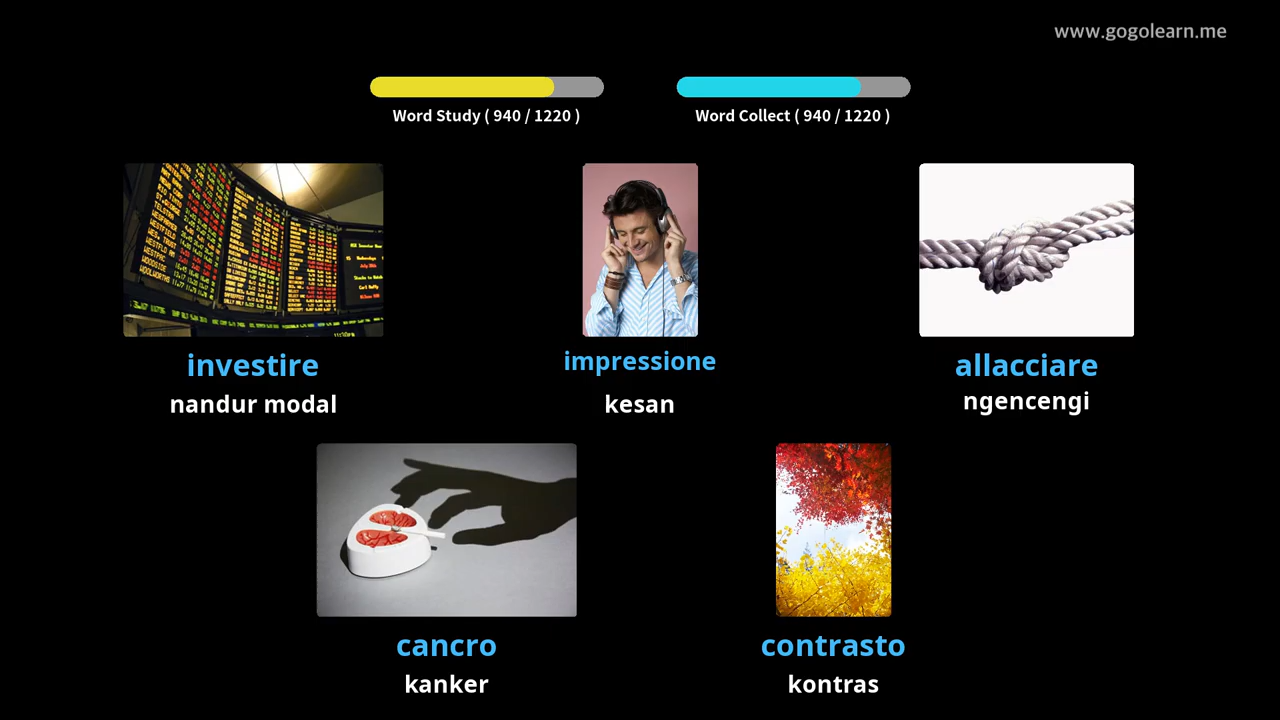 www.gogolearn.me
Word Study ( 940 / 1220 )
Word Collect ( 940 / 1220 )
investire
nandur modal
impressione
kesan
allacciare
ngencengi
cancro
kanker
contrasto
kontras